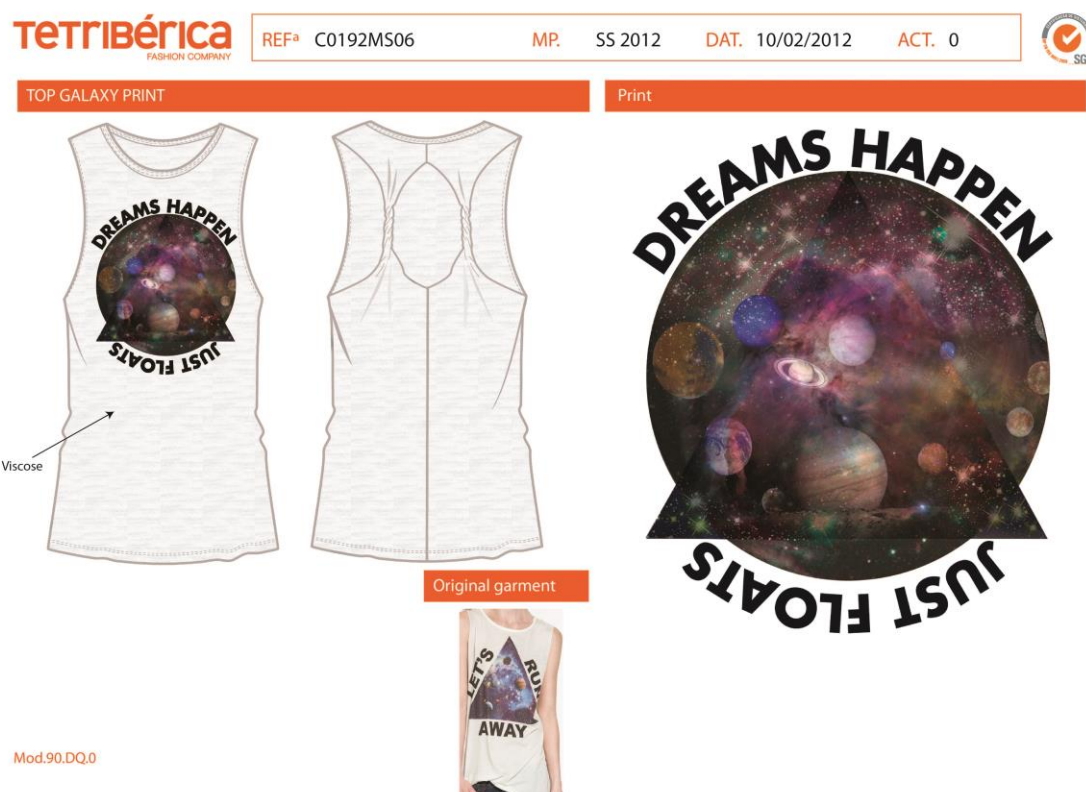 TeTrIBérica
FASHION COMPANY
REFª C0192MS06 MP. SS 2012 DAT. 10/02/2012 ACT. 0
SG
TOP GALAXY PRINT
Print
DREAMS HAPPEN
JUST FLOATS
DREAMS HAPPEN
JUST FLOATS
Viscose
Original garment
LET'S
RUN
AWAY
Mod.90.DQ.0